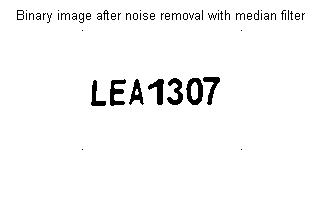 Binary image after noise removal with median filter
LEA1307